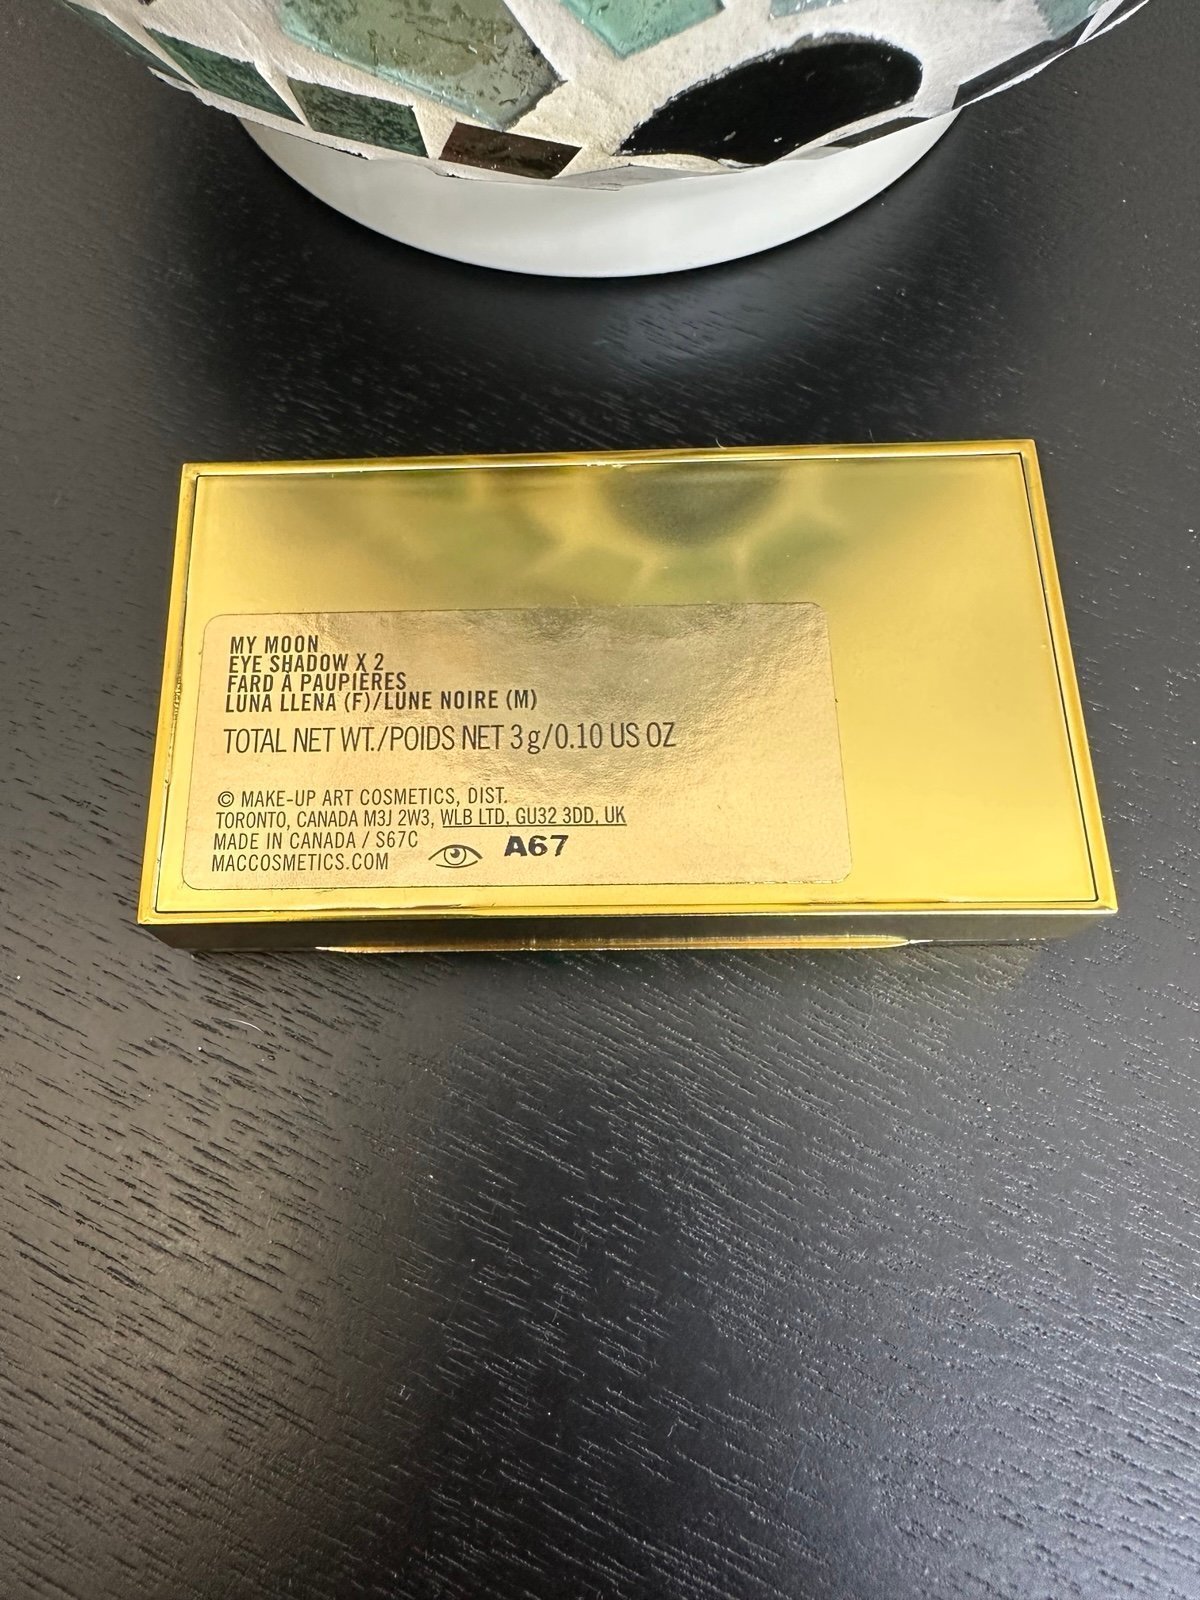 MY MOON
EYE SHADOW X 2
FARD À PAUPIÈRES
LUNA LLENA (F)/LUNE NOIRE (M)
TOTAL NET WT./POIDS NET 3g/0.10 US OZ
© MAKE-UP ART COSMETICS, DIST.
TORONTO, CANADA M3J 2W3, WLB LTD, GU32 3DD, UK
MADE IN CANADA / S67C
MACCOSMETICS.COM
A67